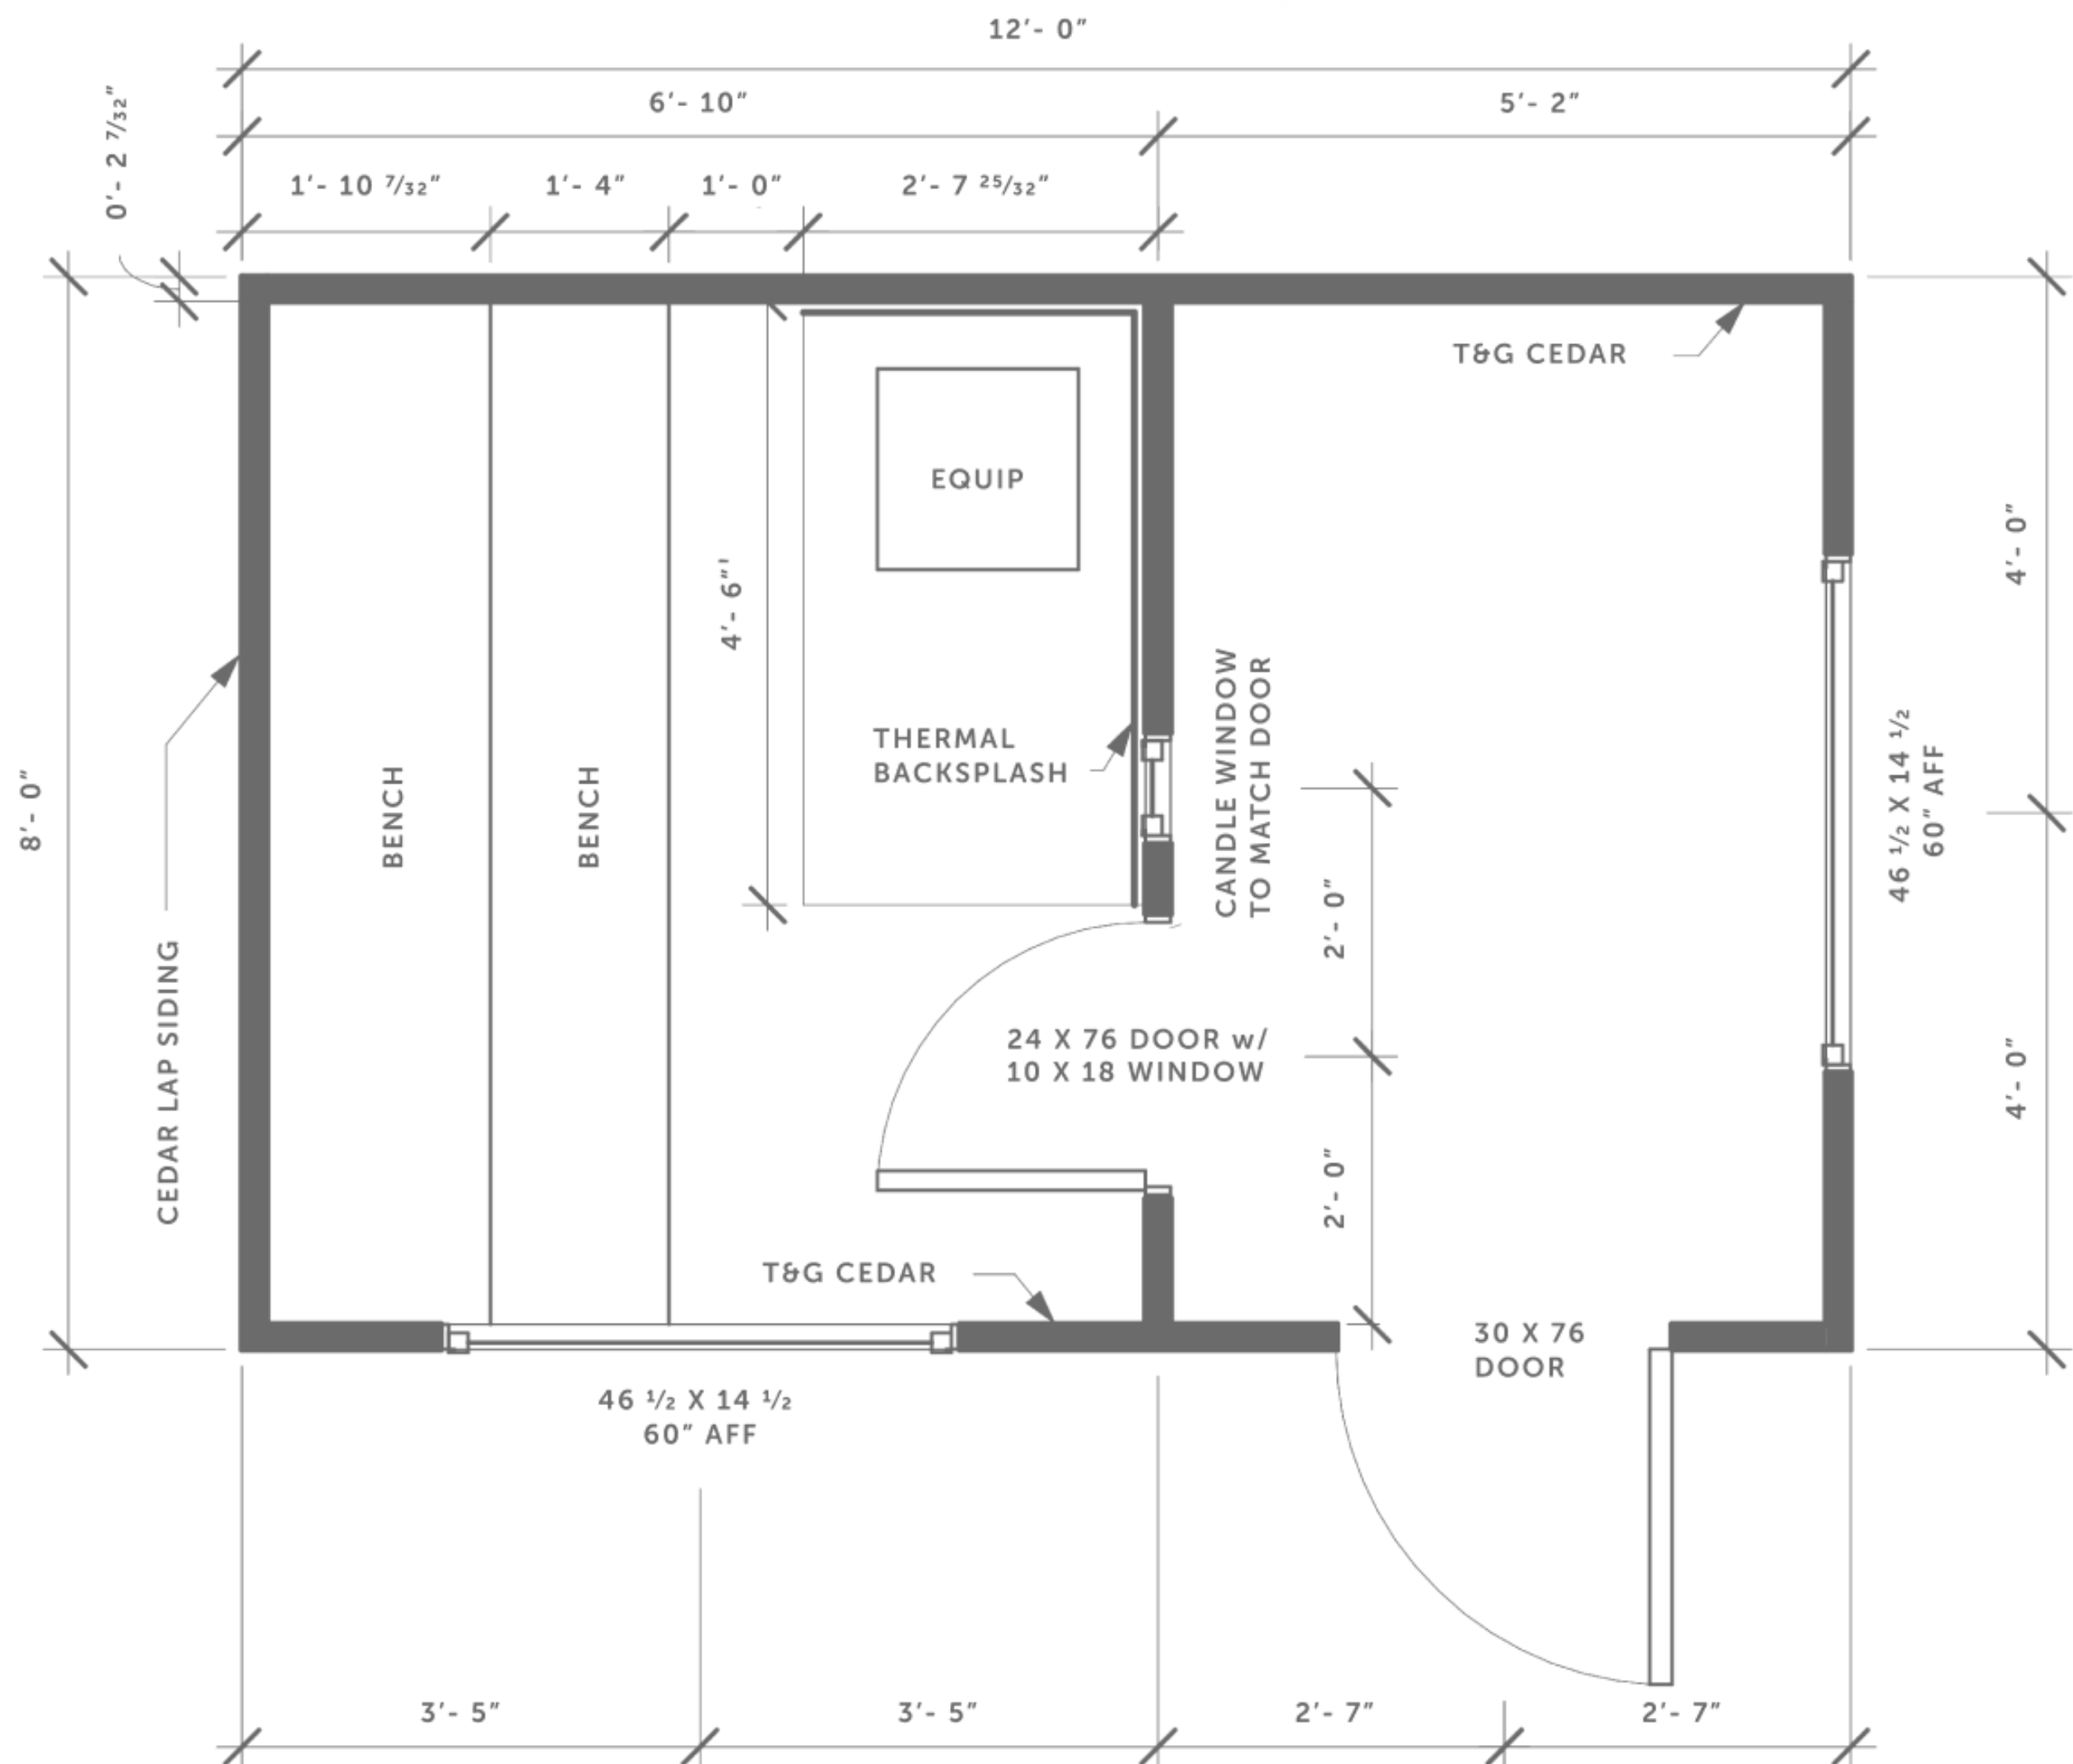 12'- 0"
6'- 10"
5'- 2"
0'- 2 7/32"
1'- 10 7/32"
1'- 4"
1'- 0"
2'- 7 25/32"
T&G CEDAR
EQUIP
4'- 6"'
4'- 0"
THERMAL
BACKSPLASH
CANDLE WINDOW
TO MATCH DOOR
46 1/2 X 14 1/2
60" AFF
8'- 0"
BENCH
BENCH
2'- 0"
CEDAR LAP SIDING
24 X 76 DOOR w/
10 X 18 WINDOW
4'- 0"
2'- 0"
T&G CEDAR
30 X 76
DOOR
46 1/2 X 14 1/2
60" AFF
3'- 5"
3'- 5"
2'- 7"
2'- 7"